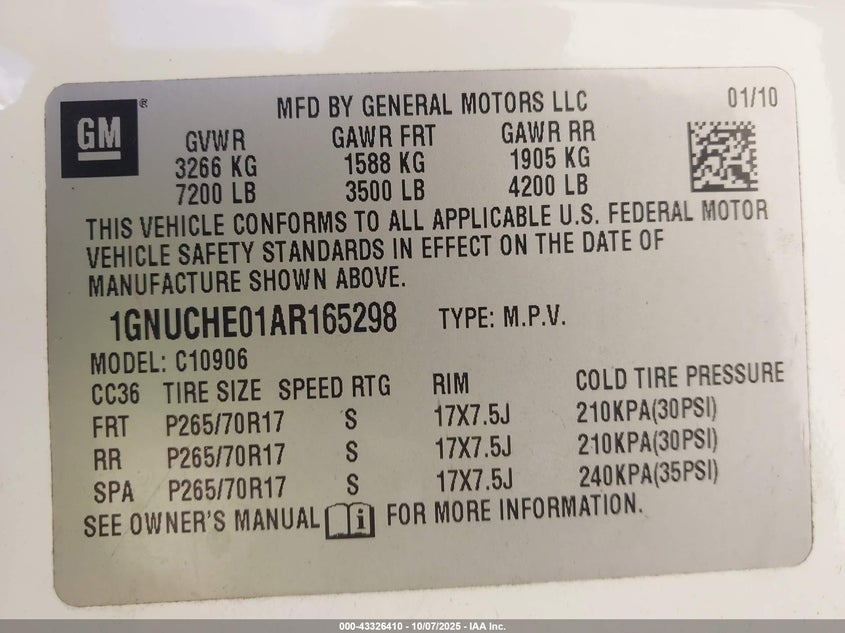 GM ®
MFD BY GENERAL MOTORS LLC 01/10
GVWR GAWR FRT GAWR RR
3266 KG 1588 KG 1905 KG
7200 LB 3500 LB 4200 LB
THIS VEHICLE CONFORMS TO ALL APPLICABLE U.S. FEDERAL MOTOR
VEHICLE SAFETY STANDARDS IN EFFECT ON THE DATE OF
MANUFACTURE SHOWN ABOVE.
1GNUCHE01AR165298 TYPE: M.P.V.
MODEL: C10906
CC36 TIRE SIZE SPEED RTG RIM COLD TIRE PRESSURE
FRT P265/70R17 S 17X7.5J 210KPA(30PSI)
RR P265/70R17 S 17X7.5J 210KPA(30PSI)
SPA P265/70R17 S 17X7.5J 240KPA(35PSI)
SEE OWNER'S MANUAL i FOR MORE INFORMATION.
000-43326410 - 10/07/2025 - IAA Inc.